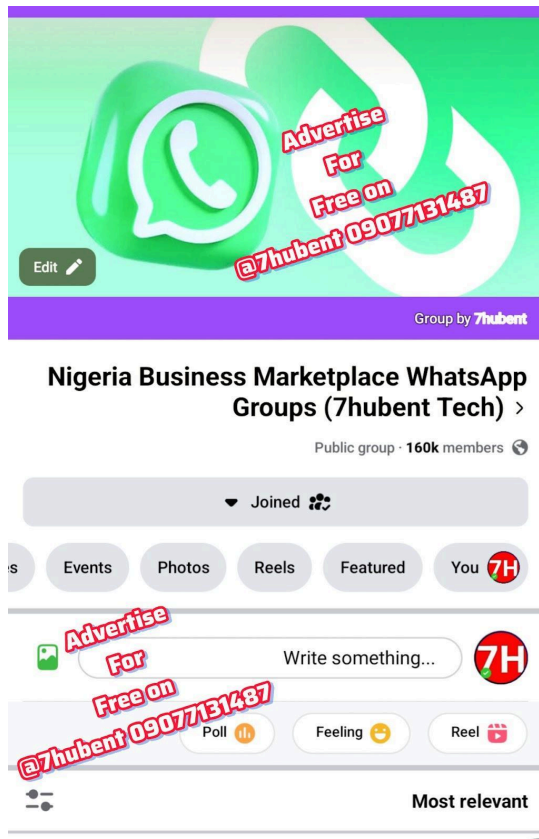 Advertise
For
Free on
@7hubent 09077131487
Edit
Group by 7hubent
Nigeria Business Marketplace WhatsApp
Groups (7hubent Tech) >
Public group · 160k members
Joined
s
Events
Photos
Reels
Featured
You
7H
Advertise
For
Free on
@7hubent 09077131487
Write something...
7H
Poll
Feeling
Reel
Most relevant